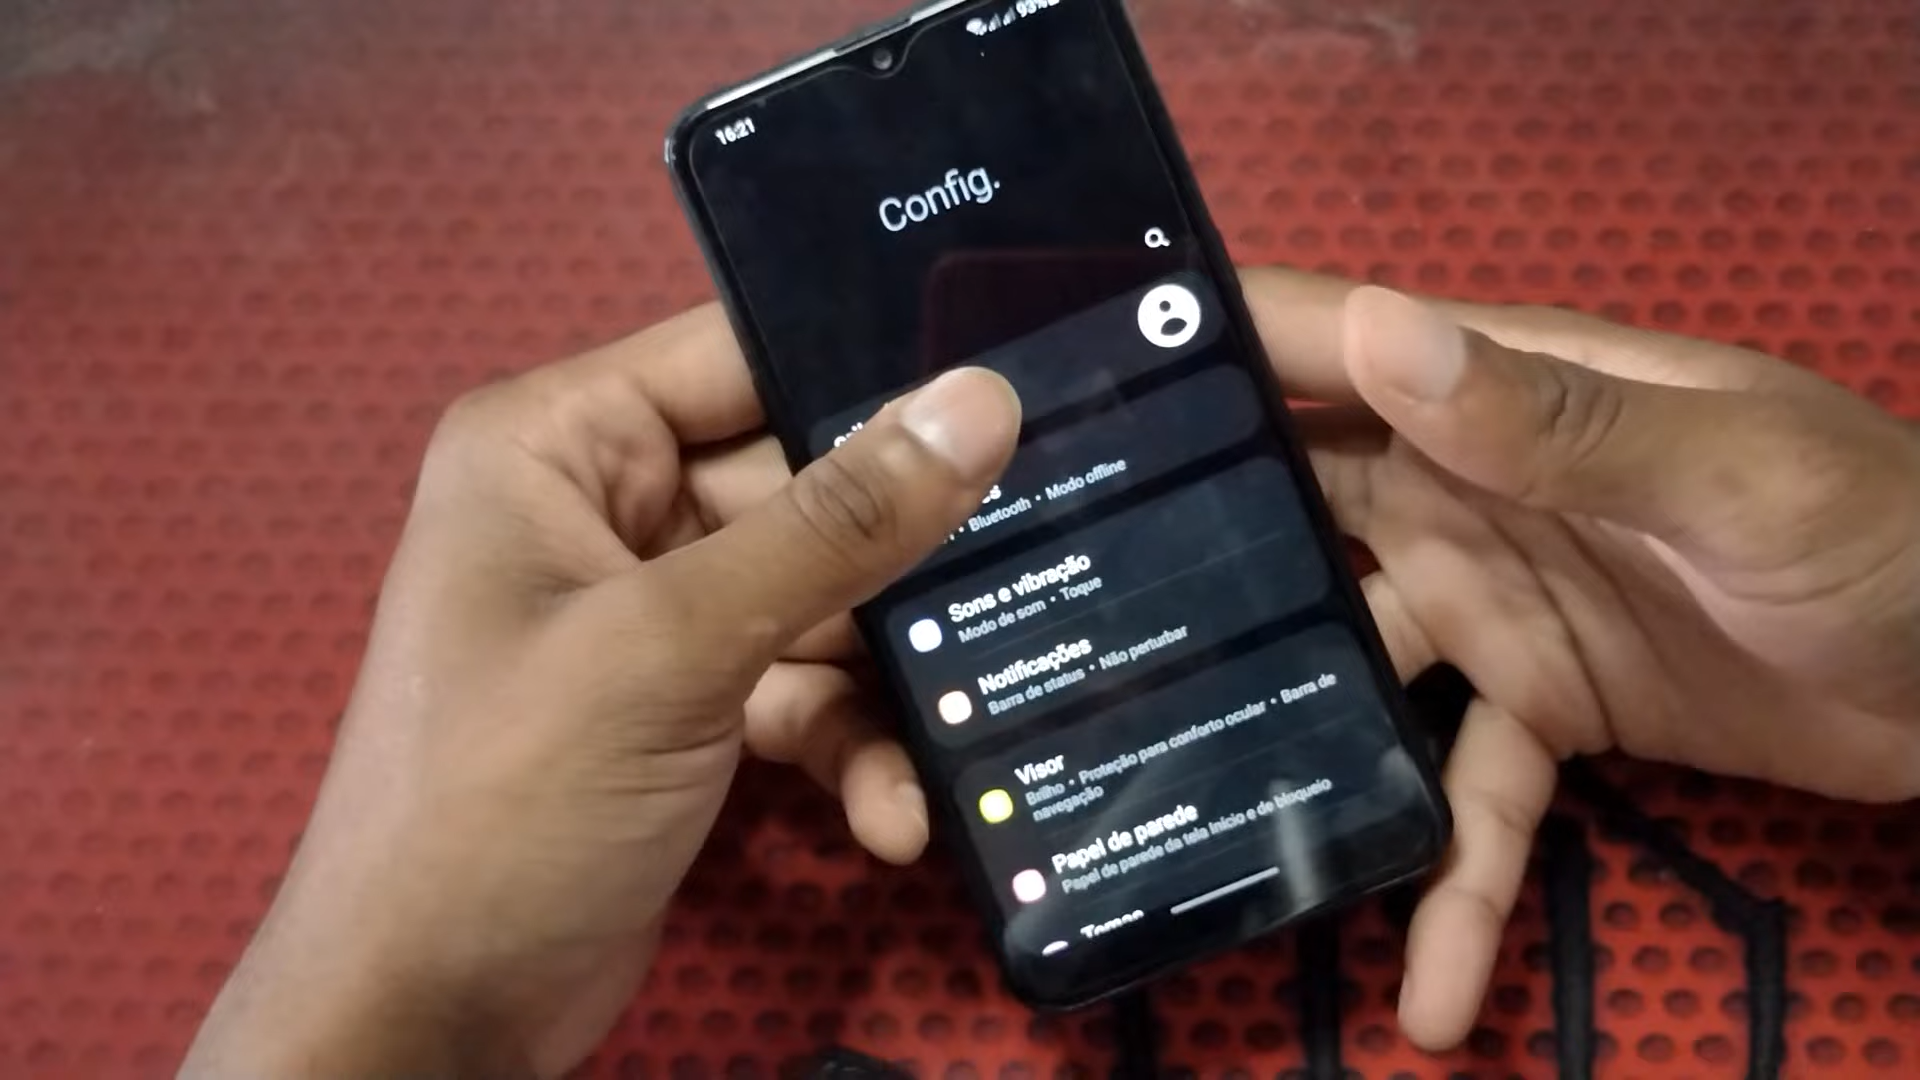 93%
16:21
Config.
Bluetooth • Modo offline
Sons e vibração
Modo de som • Toque
Notificações
Barra de status • Não perturbar
Visor
Brilho • Proteção para conforto ocular • Barra de
navegação
Papel de parede
Papel de parede da tela Início e de bloqueio
Temas